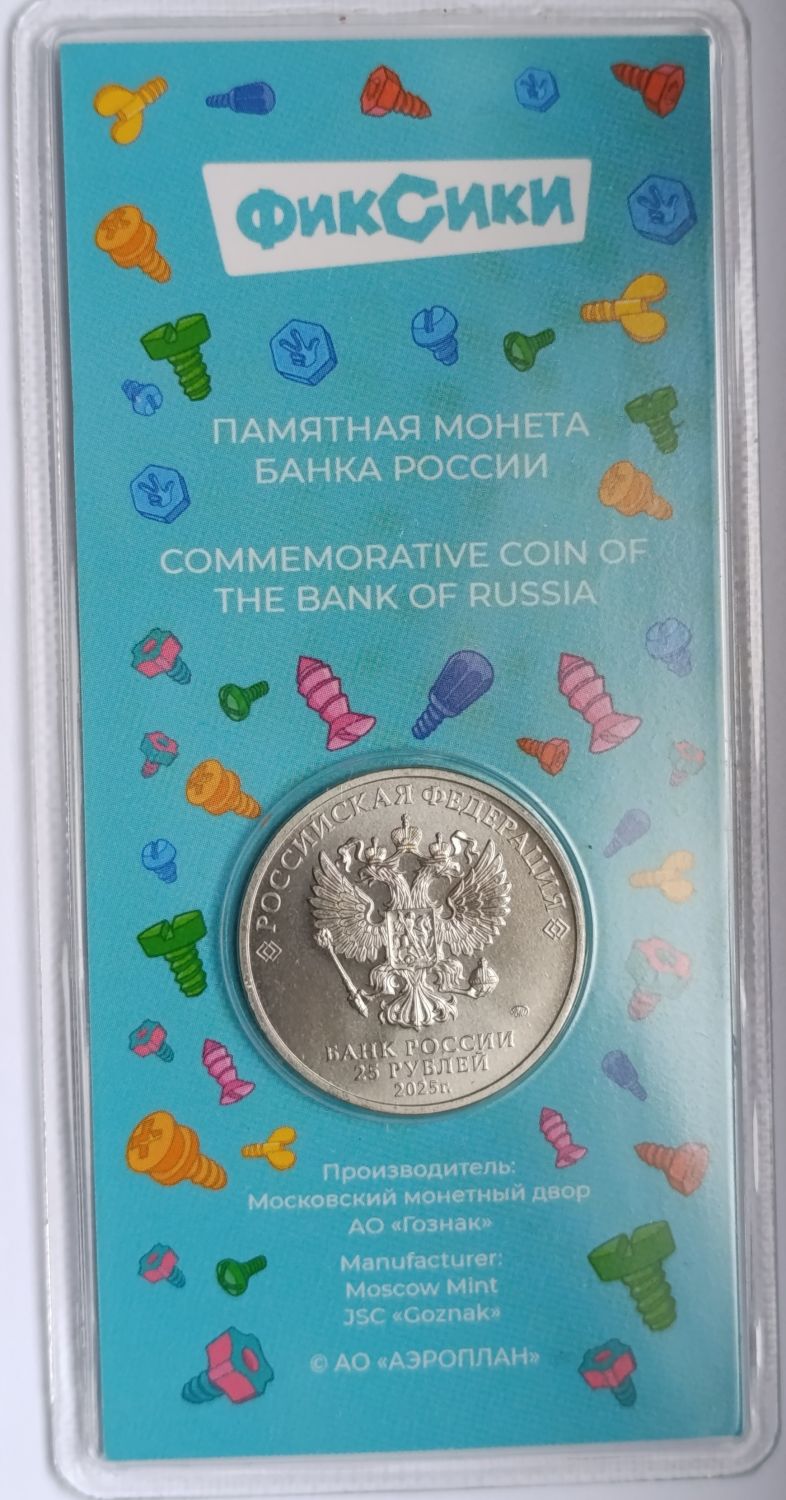 ФИКСИКИ
ПАМЯТНАЯ МОНЕТА
БАНКА РОССИИ
COMMEMORATIVE COIN OF
THE BANK OF RUSSIA
РОССИЙСКАЯ ФЕДЕРАЦИЯ
БАНК РОССИИ
25 РУБЛЕЙ
2025г.
Производитель:
Московский монетный двор
АО «Гознак»
Manufacturer:
Moscow Mint
JSC «Goznak»
© АО «АЭРОПЛАН»